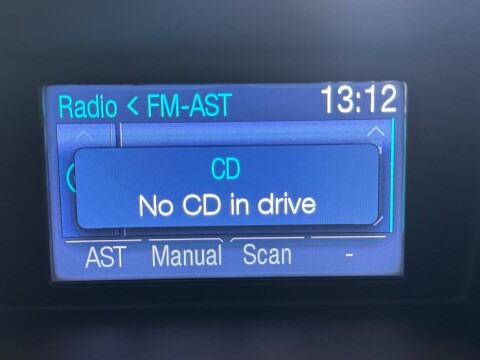 Radio < FM-AST 13:12
CD
No CD in drive
AST Manual Scan -